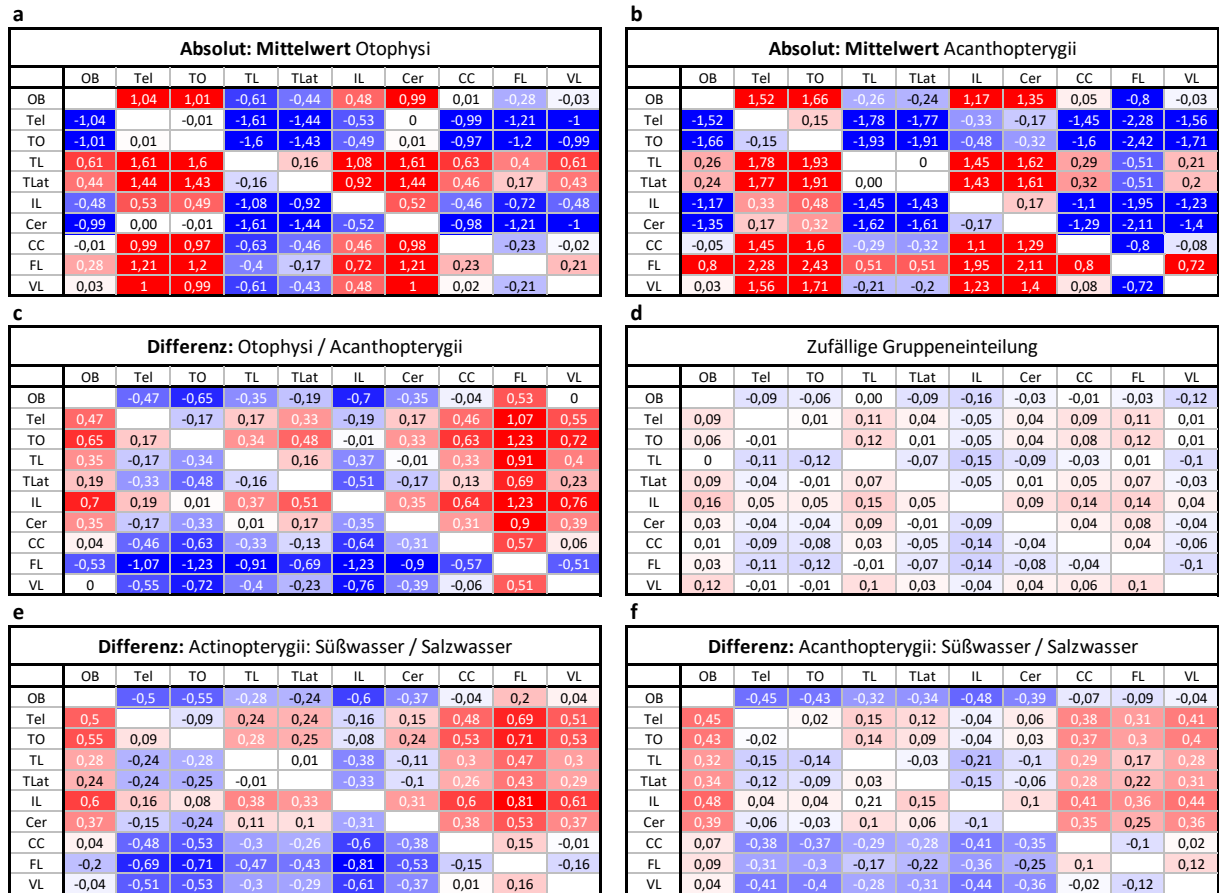 a
Absolut: Mittelwert Otophysi
OB Tel TO TL TLat IL Cer CC FL VL
OB 1,04 1,01 -0,61 -0,44 0,48 0,99 0,01 -0,28 -0,03
Tel -1,04 -0,01 -1,61 -1,44 -0,53 0 -0,99 -1,21 -1
TO -1,01 0,01 -1,6 -1,43 -0,49 0,01 -0,97 -1,2 -0,99
TL 0,61 1,61 1,6 0,16 1,08 1,61 0,63 0,4 0,61
TLat 0,44 1,44 1,43 -0,16 0,92 1,44 0,46 0,17 0,43
IL -0,48 0,53 0,49 -1,08 -0,92 0,52 -0,46 -0,72 -0,48
Cer -0,99 0,00 -0,01 -1,61 -1,44 -0,52 -0,98 -1,21 -1
CC -0,01 0,99 0,97 -0,63 -0,46 0,46 0,98 -0,23 -0,02
FL 0,28 1,21 1,2 -0,4 -0,17 0,72 1,21 0,23 0,21
VL 0,03 1 0,99 -0,61 -0,43 0,48 1 0,02 -0,21
b
Absolut: Mittelwert Acanthopterygii
OB Tel TO TL TLat IL Cer CC FL VL
OB 1,52 1,66 -0,26 -0,24 1,17 1,35 0,05 -0,8 -0,03
Tel -1,52 0,15 -1,78 -1,77 -0,33 -0,17 -1,45 -2,28 -1,56
TO -1,66 -0,15 -1,93 -1,91 -0,48 -0,32 -1,6 -2,42 -1,71
TL 0,26 1,78 1,93 0 1,45 1,62 0,29 -0,51 0,21
TLat 0,24 1,77 1,91 0,00 1,43 1,61 0,32 -0,51 0,2
IL -1,17 0,33 0,48 -1,45 -1,43 0,17 -1,1 -1,95 -1,23
Cer -1,35 0,17 0,32 -1,62 -1,61 -0,17 -1,29 -2,11 -1,4
CC -0,05 1,45 1,6 -0,29 -0,32 1,1 1,29 -0,8 -0,08
FL 0,8 2,28 2,43 0,51 0,51 1,95 2,11 0,8 0,72
VL 0,03 1,56 1,71 -0,21 -0,2 1,23 1,4 0,08 -0,72
c
Differenz: Otophysi / Acanthopterygii
OB Tel TO TL TLat IL Cer CC FL VL
OB -0,47 -0,65 -0,35 -0,19 -0,7 -0,35 -0,04 0,53 0
Tel 0,47 -0,17 0,17 0,33 -0,19 0,17 0,46 1,07 0,55
TO 0,65 0,17 0,34 0,48 -0,01 0,33 0,63 1,23 0,72
TL 0,35 -0,17 -0,34 0,16 -0,37 -0,01 0,33 0,91 0,4
TLat 0,19 -0,33 -0,48 -0,16 -0,51 -0,17 0,13 0,69 0,23
IL 0,7 0,19 0,01 0,37 0,51 0,35 0,64 1,23 0,76
Cer 0,35 -0,17 -0,33 0,01 0,17 -0,35 0,31 0,9 0,39
CC 0,04 -0,46 -0,63 -0,33 -0,13 -0,64 -0,31 0,57 0,06
FL -0,53 -1,07 -1,23 -0,91 -0,69 -1,23 -0,9 -0,57 -0,51
VL 0 -0,55 -0,72 -0,4 -0,23 -0,76 -0,39 -0,06 0,51
d
Zufällige Gruppeneinteilung
OB Tel TO TL TLat IL Cer CC FL VL
OB -0,09 -0,06 0,00 -0,09 -0,16 -0,03 -0,01 -0,03 -0,12
Tel 0,09 0,01 0,11 0,04 -0,05 0,04 0,09 0,11 0,01
TO 0,06 -0,01 0,12 0,01 -0,05 0,04 0,08 0,12 0,01
TL 0 -0,11 -0,12 -0,07 -0,15 -0,09 -0,03 0,01 -0,1
TLat 0,09 -0,04 -0,01 0,07 -0,05 0,01 0,05 0,07 -0,03
IL 0,16 0,05 0,05 0,15 0,05 0,09 0,14 0,14 0,04
Cer 0,03 -0,04 -0,04 0,09 -0,01 -0,09 0,04 0,08 -0,04
CC 0,01 -0,09 -0,08 0,03 -0,05 -0,14 -0,04 0,04 -0,06
FL 0,03 -0,11 -0,12 -0,01 -0,07 -0,14 -0,08 -0,04 -0,1
VL 0,12 -0,01 -0,01 0,1 0,03 -0,04 0,04 0,06 0,1
e
Differenz: Actinopterygii: Süßwasser / Salzwasser
OB Tel TO TL TLat IL Cer CC FL VL
OB -0,5 -0,55 -0,28 -0,24 -0,6 -0,37 -0,04 0,2 0,04
Tel 0,5 -0,09 0,24 0,24 -0,16 0,15 0,48 0,69 0,51
TO 0,55 0,09 0,28 0,25 -0,08 0,24 0,53 0,71 0,53
TL 0,28 -0,24 -0,28 0,01 -0,38 -0,11 0,3 0,47 0,3
TLat 0,24 -0,24 -0,25 -0,01 -0,33 -0,1 0,26 0,43 0,29
IL 0,6 0,16 0,08 0,38 0,33 0,31 0,6 0,81 0,61
Cer 0,37 -0,15 -0,24 0,11 0,1 -0,31 0,38 0,53 0,37
CC 0,04 -0,48 -0,53 -0,3 -0,26 -0,6 -0,38 0,15 -0,01
FL -0,2 -0,69 -0,71 -0,47 -0,43 -0,81 -0,53 -0,15 -0,16
VL -0,04 -0,51 -0,53 -0,3 -0,29 -0,61 -0,37 0,01 0,16
f
Differenz: Acanthopterygii: Süßwasser / Salzwasser
OB Tel TO TL TLat IL Cer CC FL VL
OB -0,45 -0,43 -0,32 -0,34 -0,48 -0,39 -0,07 -0,09 -0,04
Tel 0,45 0,02 0,15 0,12 -0,04 0,06 0,38 0,31 0,41
TO 0,43 -0,02 0,14 0,09 -0,04 0,03 0,37 0,3 0,4
TL 0,32 -0,15 -0,14 -0,03 -0,21 -0,1 0,29 0,17 0,28
TLat 0,34 -0,12 -0,09 0,03 -0,15 -0,06 0,28 0,22 0,31
IL 0,48 0,04 0,04 0,21 0,15 0,1 0,41 0,36 0,44
Cer 0,39 -0,06 -0,03 0,1 0,06 -0,1 0,35 0,25 0,36
CC 0,07 -0,38 -0,37 -0,29 -0,28 -0,41 -0,35 -0,1 0,02
FL 0,09 -0,31 -0,3 -0,17 -0,22 -0,36 -0,25 0,1 0,12
VL 0,04 -0,41 -0,4 -0,28 -0,31 -0,44 -0,36 -0,02 -0,12